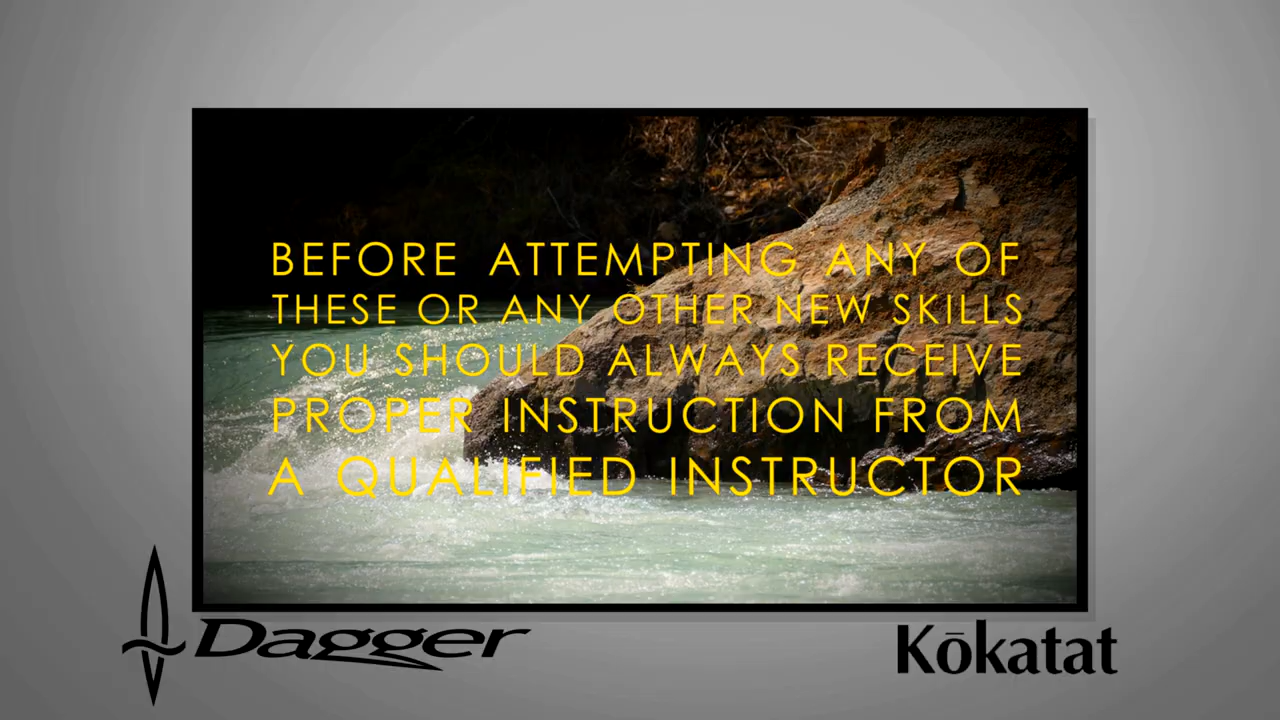 BEFORE ATTEMPTING ANY OF
THESE OR ANY OTHER NEW SKILLS
YOU SHOULD ALWAYS RECEIVE
PROPER INSTRUCTION FROM
A QUALIFIED INSTRUCTOR
Dagger
Kōkatat